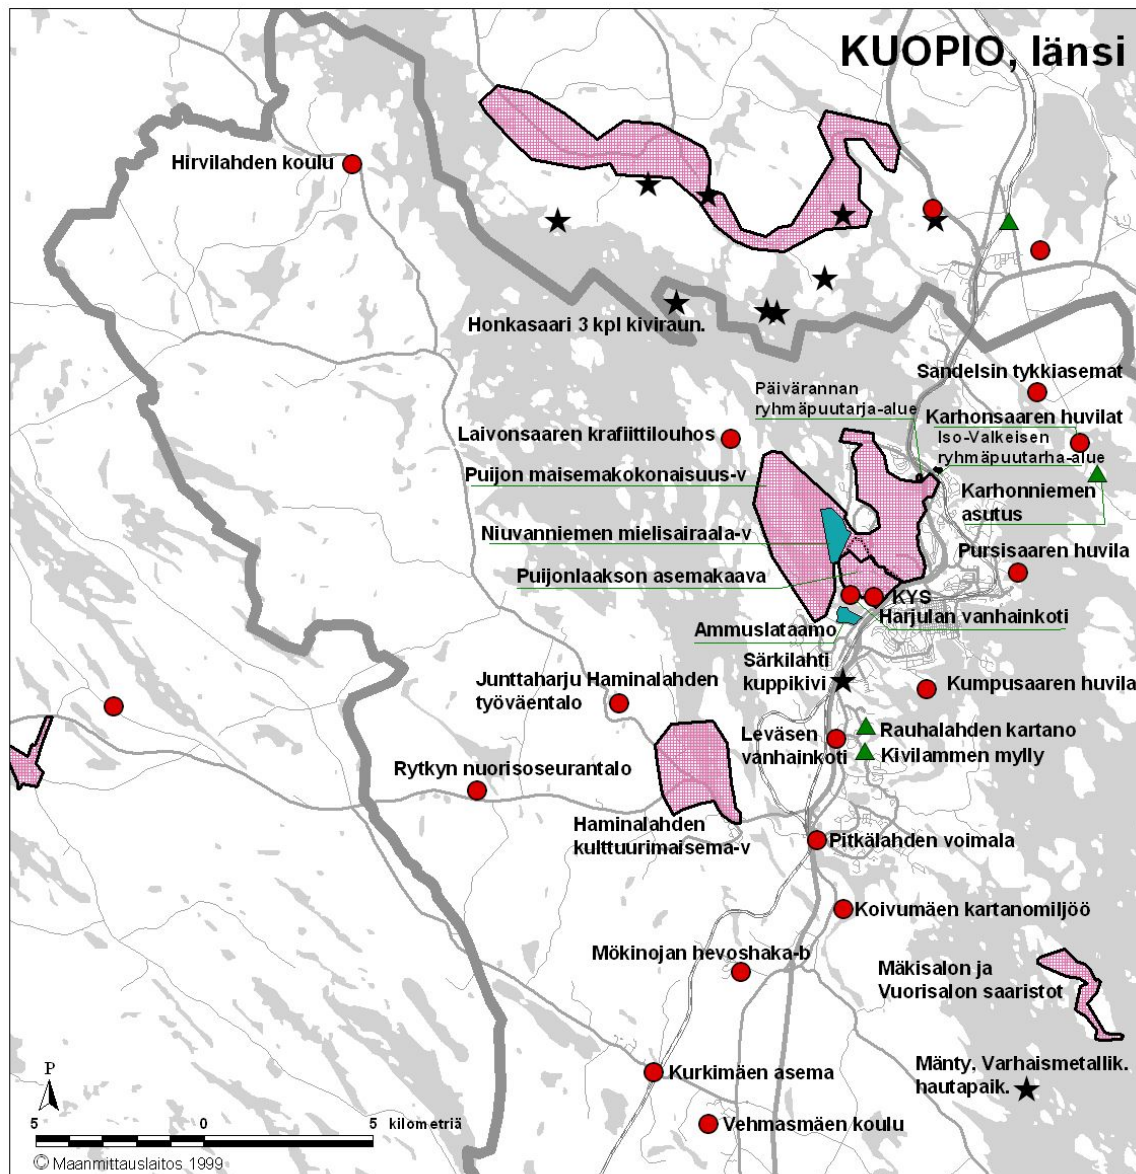 KUOPIO, länsi
Hirvilahden koulu
Honkasaari 3 kpl kiviraun.
Sandelsin tykkiasemat
Päivärannan
ryhmäpuutarja-alue
Karhonsaaren huvilat
Laivonsaaren krafiittilouhos
Iso-Valkeisen
ryhmäpuutarha-alue
Puijon maisemakokonaisuus-v
Karhonniemen
asutus
Niuvanniemen mielisairaala-v
Pursisaaren huvila
Puijonlaakson asemakaava
KYS
Harjulan vanhainkoti
Ammuslataamo
Särkilahti
kuppikivi
Junttaharju Haminalahden
työväentalo
Kumpusaaren huvila
Leväsen
vanhainkoti
Rauhalahden kartano
Kivilammen mylly
Rytkyn nuorisoseurantalo
Haminalahden
kulttuurimaisema-v
Pitkälahden voimala
Koivumäen kartanomiljöö
Mökinojan hevoshaka-b
Mäkisalon ja
Vuorisalon saaristot
Mänty, Varhaismetallik.
hautapaik.
Kurkimäen asema
Vehmasmäen koulu
P
5 0 5 kilometriä
© Maanmittauslaitos 1999